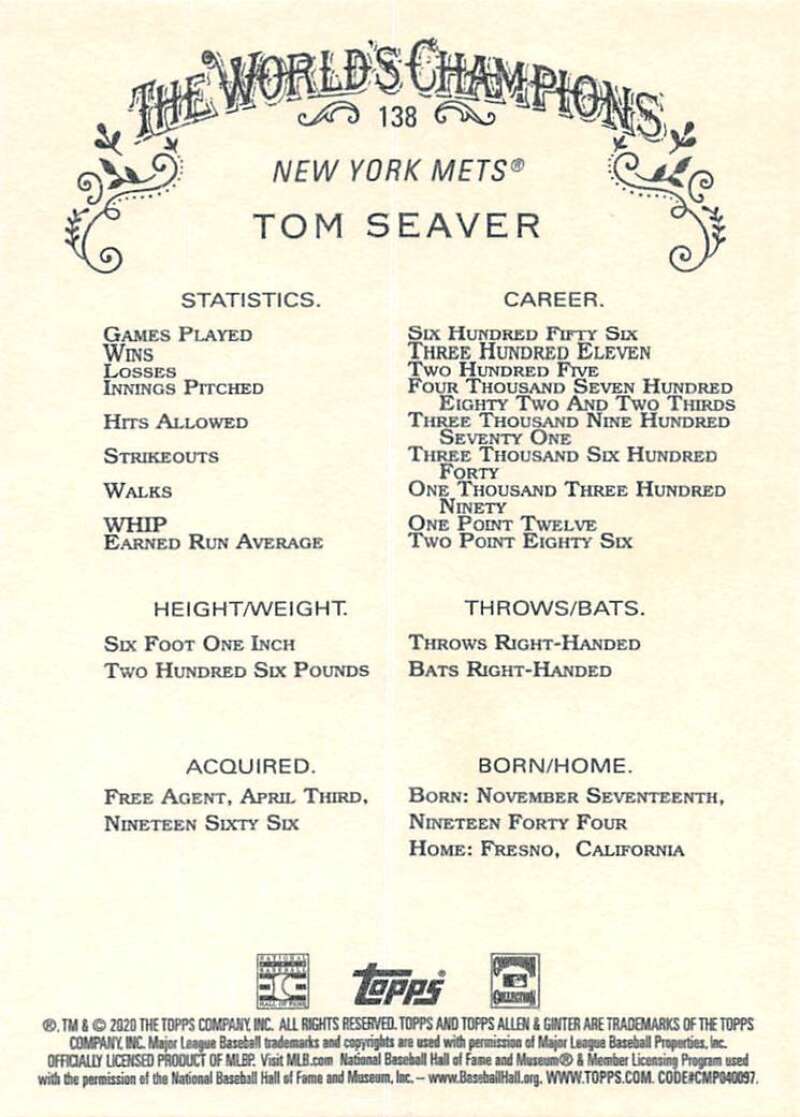 THE WORLD'S CHAMPIONS
138
NEW YORK METS®
TOM SEAVER
STATISTICS.
GAMES PLAYED
WINS
LOSSES
INNINGS PITCHED
HITS ALLOWED
STRIKEOUTS
WALKS
WHIP
EARNED RUN AVERAGE
CAREER.
SIX HUNDRED FIFTY SIX
THREE HUNDRED ELEVEN
TWO HUNDRED FIVE
FOUR THOUSAND SEVEN HUNDRED
EIGHTY TWO AND TWO THIRDS
THREE THOUSAND NINE HUNDRED
SEVENTY ONE
THREE THOUSAND SIX HUNDRED
FORTY
ONE THOUSAND THREE HUNDRED
NINETY
ONE POINT TWELVE
TWO POINT EIGHTY SIX
HEIGHT/WEIGHT.
SIX FOOT ONE INCH
TWO HUNDRED SIX POUNDS
THROWS/BATS.
THROWS RIGHT-HANDED
BATS RIGHT-HANDED
ACQUIRED.
FREE AGENT, APRIL THIRD,
NINETEEN SIXTY SIX
BORN/HOME.
BORN: NOVEMBER SEVENTEENTH,
NINETEEN FORTY FOUR
HOME: FRESNO, CALIFORNIA
NATIONAL
BASEBALL
HALL OF FAME
TOPPS®
COOPERSTOWN
COLLECTION
®, TM & © 2020 THE TOPPS COMPANY, INC. ALL RIGHTS RESERVED. TOPPS AND TOPPS ALLEN & GINTER ARE TRADEMARKS OF THE TOPPS
COMPANY, INC. Major League Baseball trademarks and copyrights are used with permission of Major League Baseball Properties, Inc.
OFFICIALLY LICENSED PRODUCT OF MLBP. Visit MLB.com National Baseball Hall of Fame and Museum® & Member Licensing Program used
with the permission of the National Baseball Hall of Fame and Museum, Inc. – www.BaseballHall.org. WWW.TOPPS.COM. CODE#CMP040097.